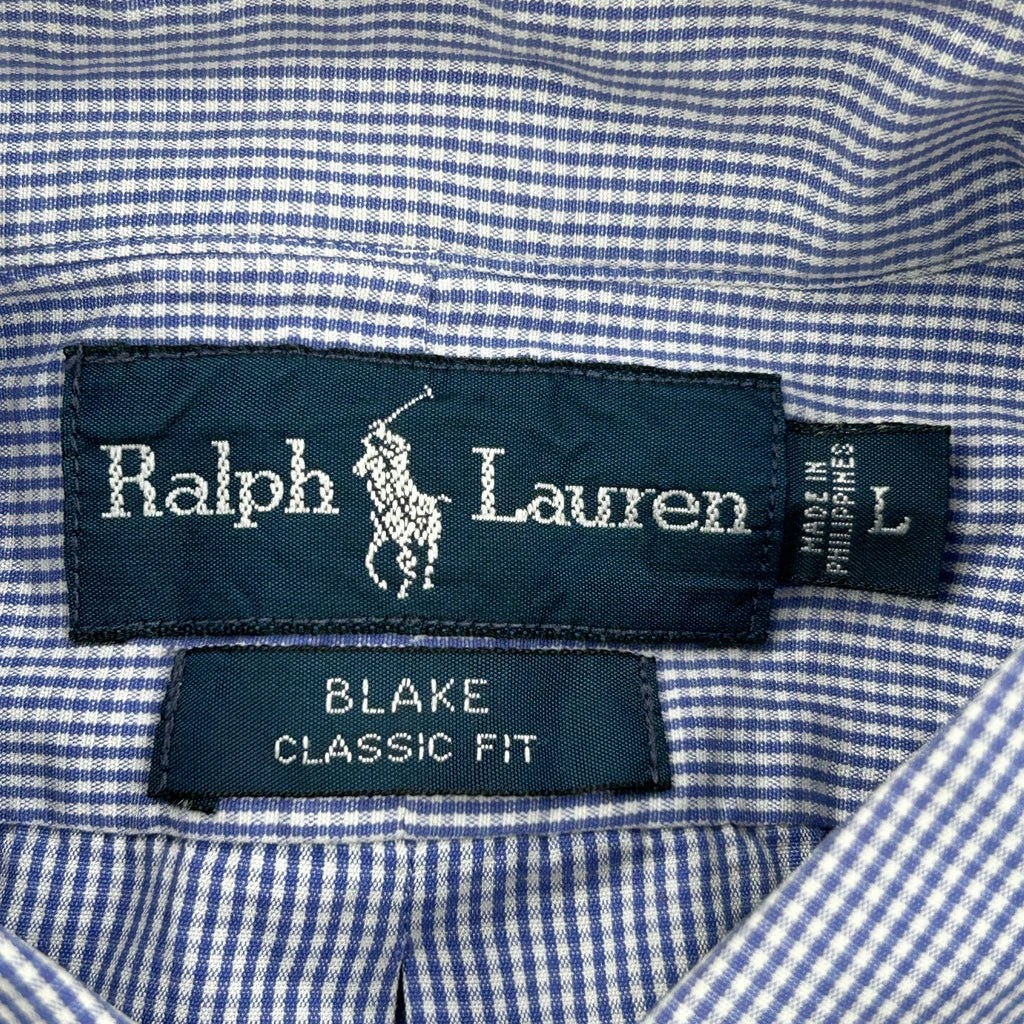 Ralph Lauren
MADE IN
PHILIPPINES
L
BLAKE
CLASSIC FIT